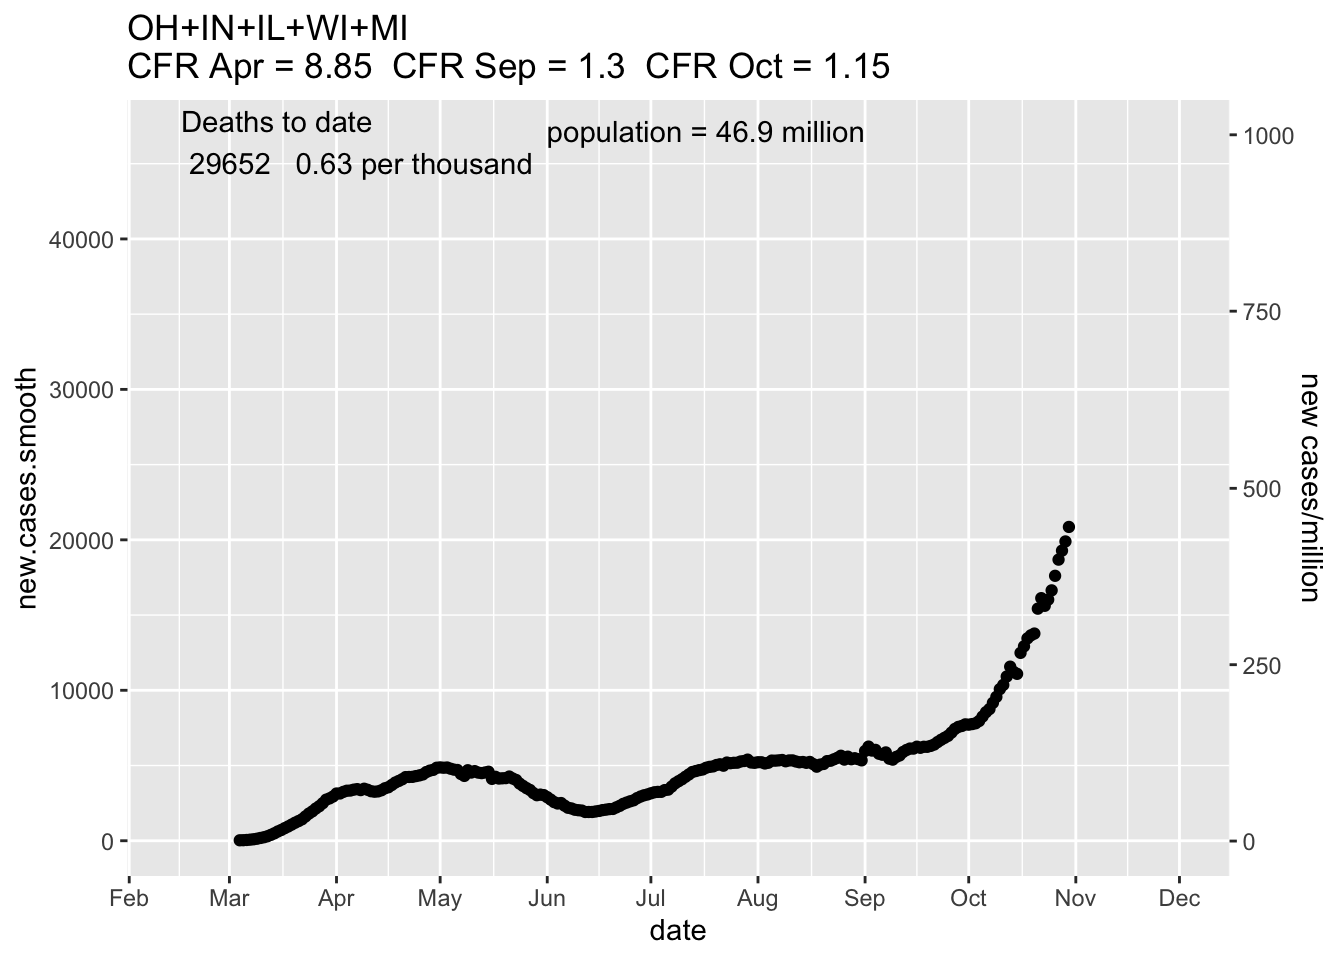 OH+IN+IL+WI+MI
CFR Apr = 8.85  CFR Sep = 1.3  CFR Oct = 1.15
Deaths to date
29652   0.63 per thousand
population = 46.9 million
new.cases.smooth
40000
30000
20000
10000
0
1000
750
500
250
0
new cases/million
Feb Mar Apr May Jun Jul Aug Sep Oct Nov Dec
date